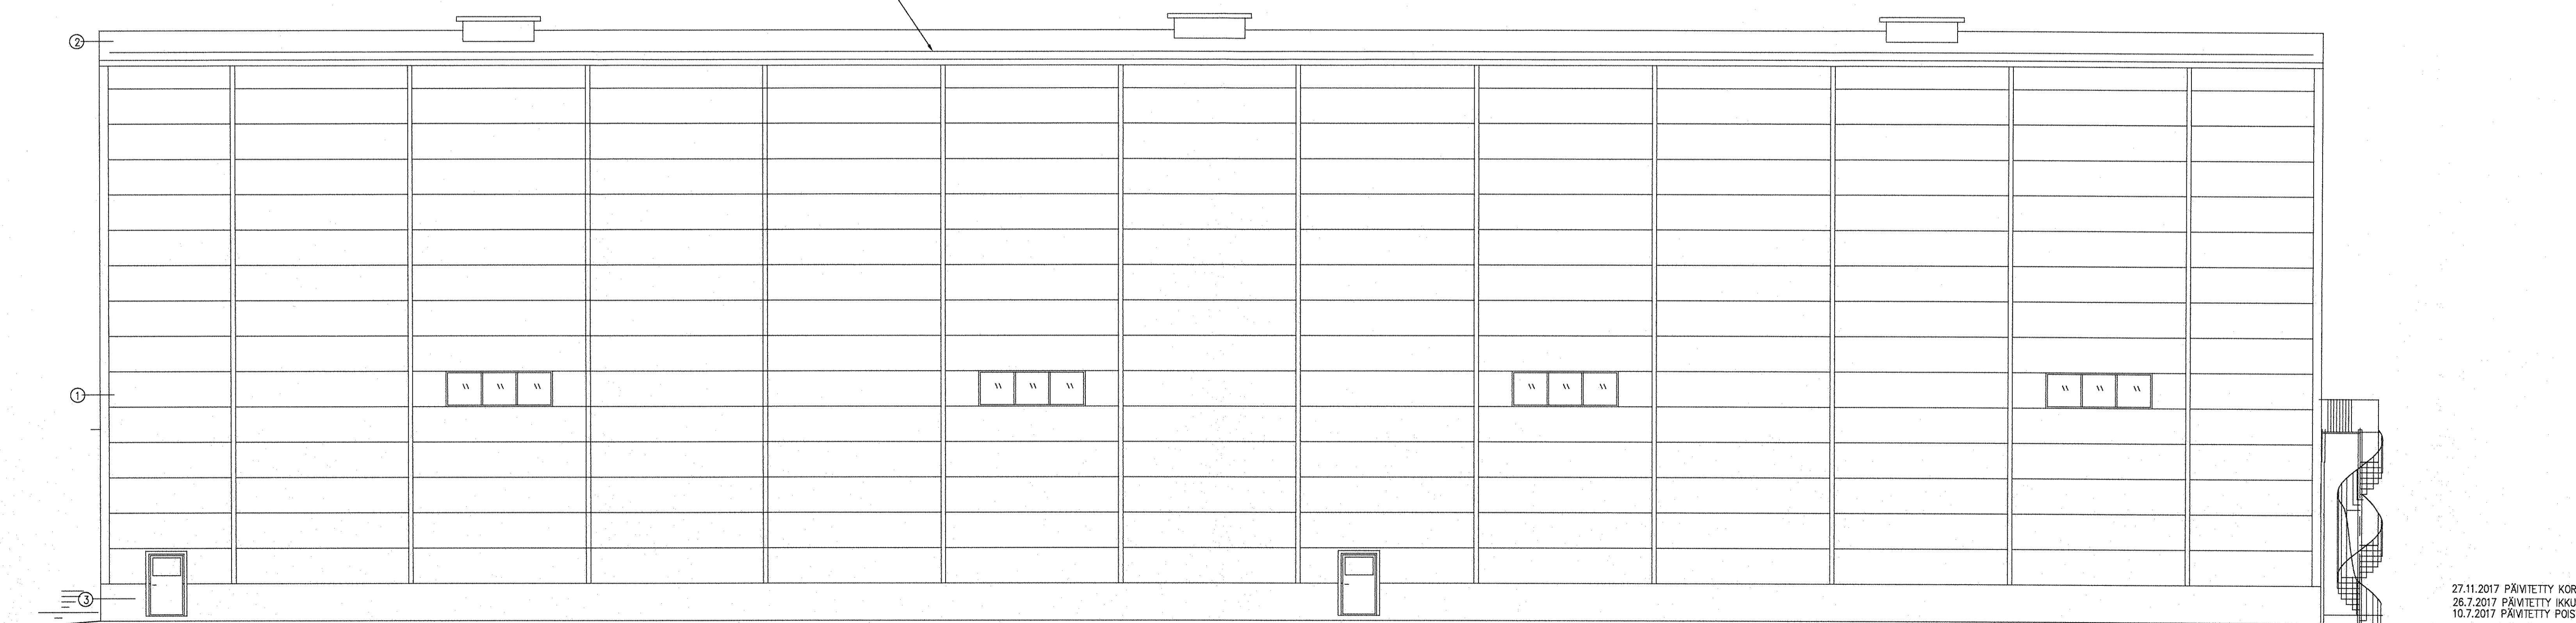 2
1
3
27.11.2017 PÄIVITETTY KOR
26.7.2017 PÄIVITETTY IKKU
10.7.2017 PÄIVITETTY POIS